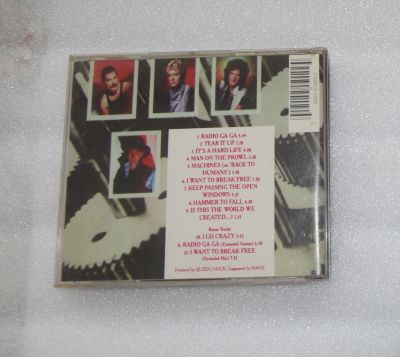 1. RADIO GA GA 5.49
2. TEAR IT UP 3.28
3. IT'S A HARD LIFE 4.08
4. MAN ON THE PROWL 3.28
5. MACHINES (or 'BACK TO
HUMANS') 5.10
6. I WANT TO BREAK FREE 3.20
7. KEEP PASSING THE OPEN
WINDOWS 5.21
8. HAMMER TO FALL 4.28
9. IS THIS THE WORLD WE
CREATED...? 2.13
Bonus Tracks:
10. I GO CRAZY 3.42
11. RADIO GA GA (Extended Version) 6.50
12. I WANT TO BREAK FREE
(Extended Mix) 7.12
Produced by QUEEN/MACK, Engineered by MACK